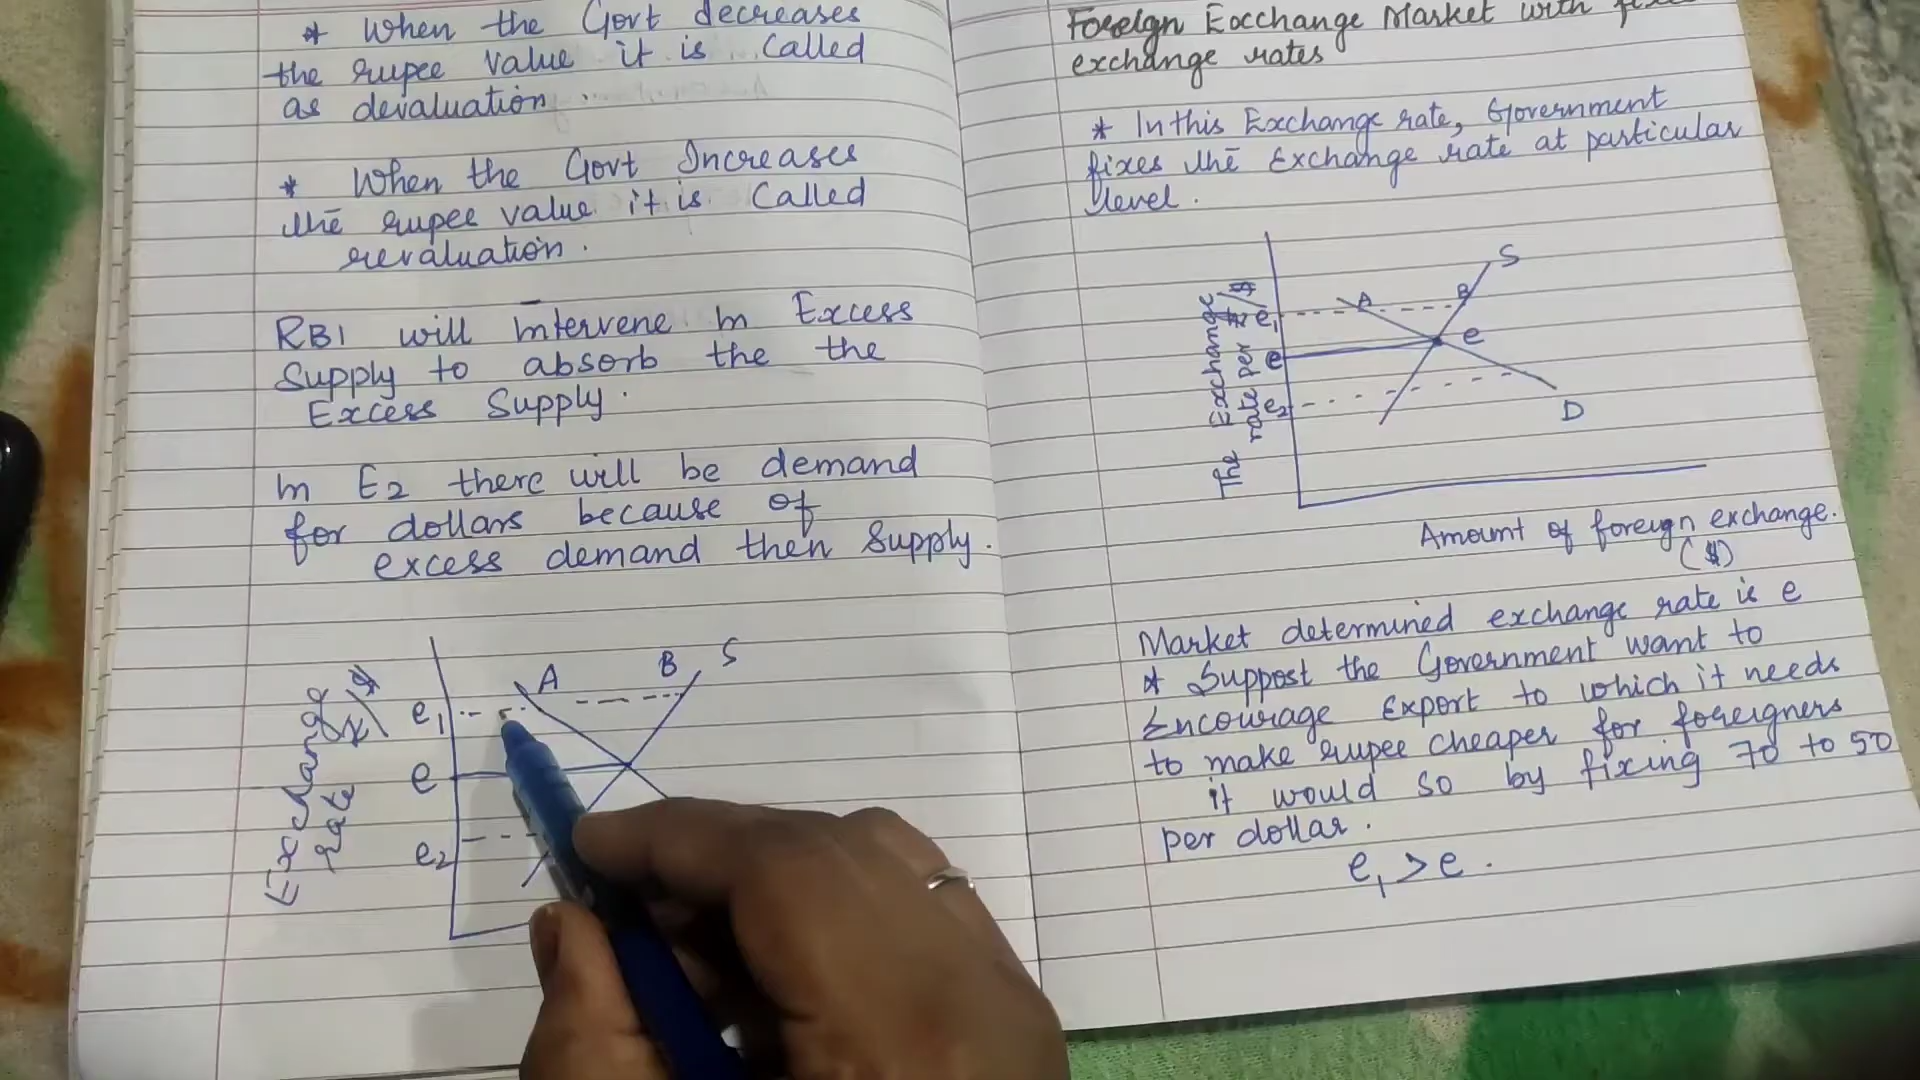 * When the Govt decreases
the rupee value it is Called
as devaluation.
* When the Govt Increases
the rupee value it is Called
revaluation.
RBI will intervene in Excess
Supply to absorb the the
Excess Supply.
In E2 there will be demand
for dollars because of
excess demand then Supply.
Exchange
rate
₹/$
A
B
S
e1
e
e2
Foreign Excchange Market with
exchange rates
* In this Exchange rate, Government
fixes the Exchange rate at particular
level.
The Exchange
rate per
S
A
B
e1
e
e
e2
D
Amount of foreign exchange.
($)
Market determined exchange rate is e
* Suppost the Government want to
Encourage Export to which it needs
to make rupee cheaper for foreigners
it would so by fixing 70 to 50
per dollar.
e1 > e.